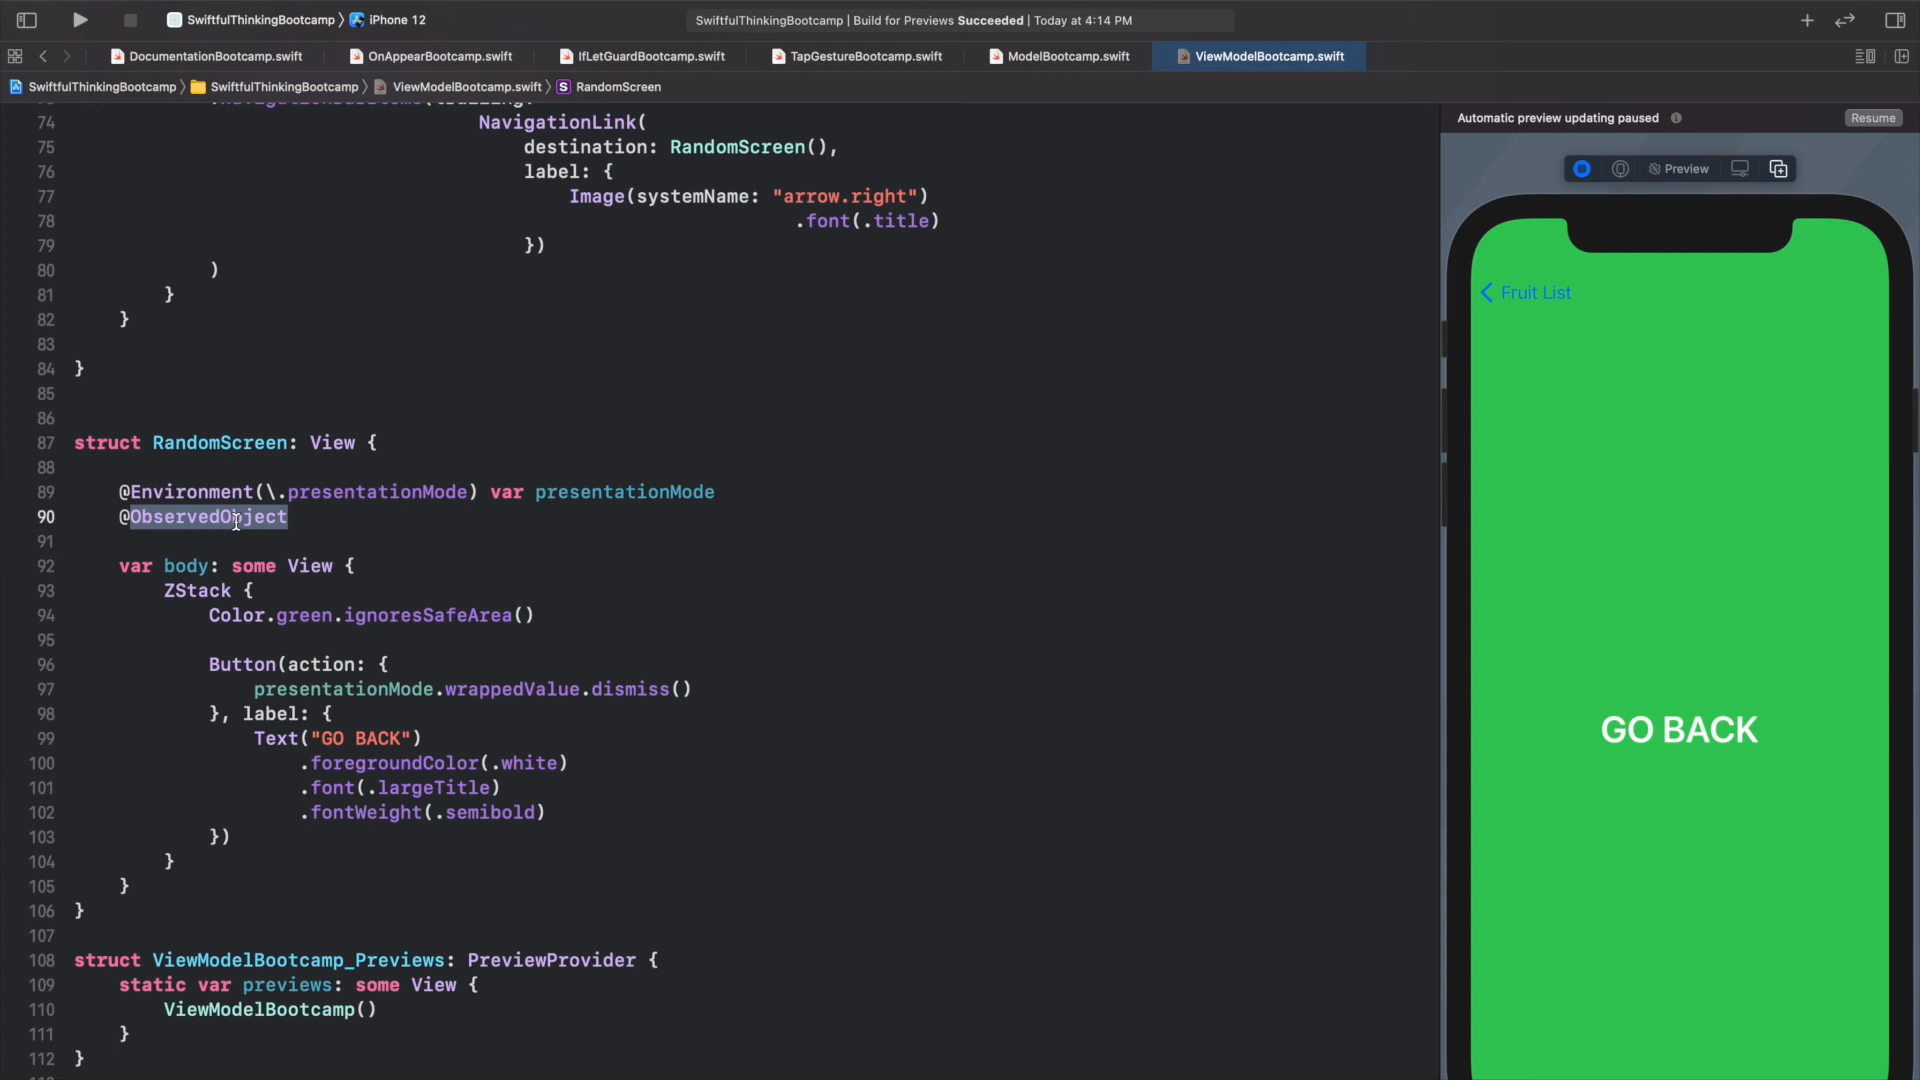 SwiftfulThinkingBootcamp 〉 iPhone 12
SwiftfulThinkingBootcamp | Build for Previews Succeeded | Today at 4:14 PM
DocumentationBootcamp.swift
OnAppearBootcamp.swift
IfLetGuardBootcamp.swift
TapGestureBootcamp.swift
ModelBootcamp.swift
ViewModelBootcamp.swift
SwiftfulThinkingBootcamp 〉 SwiftfulThinkingBootcamp 〉 ViewModelBootcamp.swift 〉 S RandomScreen
74 NavigationLink(
75 destination: RandomScreen(),
76 label: {
77 Image(systemName: "arrow.right")
78 .font(.title)
79 })
80 )
81 }
82 }
83
84 }
85
86
87 struct RandomScreen: View {
88
89 @Environment(\.presentationMode) var presentationMode
90 @ObservedObject
91
92 var body: some View {
93 ZStack {
94 Color.green.ignoresSafeArea()
95
96 Button(action: {
97 presentationMode.wrappedValue.dismiss()
98 }, label: {
99 Text("GO BACK")
100 .foregroundColor(.white)
101 .font(.largeTitle)
102 .fontWeight(.semibold)
103 })
104 }
105 }
106 }
107
108 struct ViewModelBootcamp_Previews: PreviewProvider {
109 static var previews: some View {
110 ViewModelBootcamp()
111 }
112 }
Automatic preview updating paused
Resume
Preview
Fruit List
GO BACK